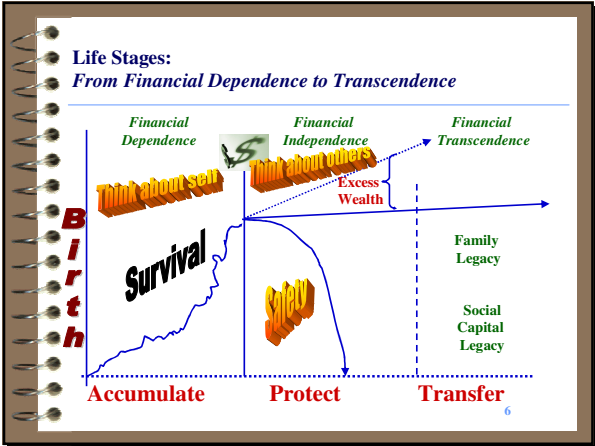 Life Stages:
From Financial Dependence to Transcendence
Financial
Dependence
$
Financial
Independence
Financial
Transcendence
Think about self
Think about others
Excess
Wealth
Birth
Survival
Safety
Family
Legacy
Social
Capital
Legacy
Accumulate
Protect
Transfer
6